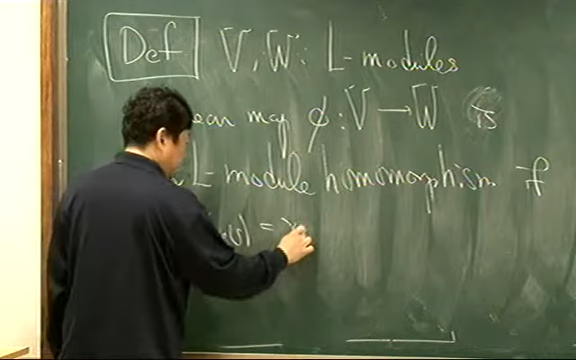 Def V, W: L-modules
ear map ϕ: V → W is
L-module homomorphism if
(v) =